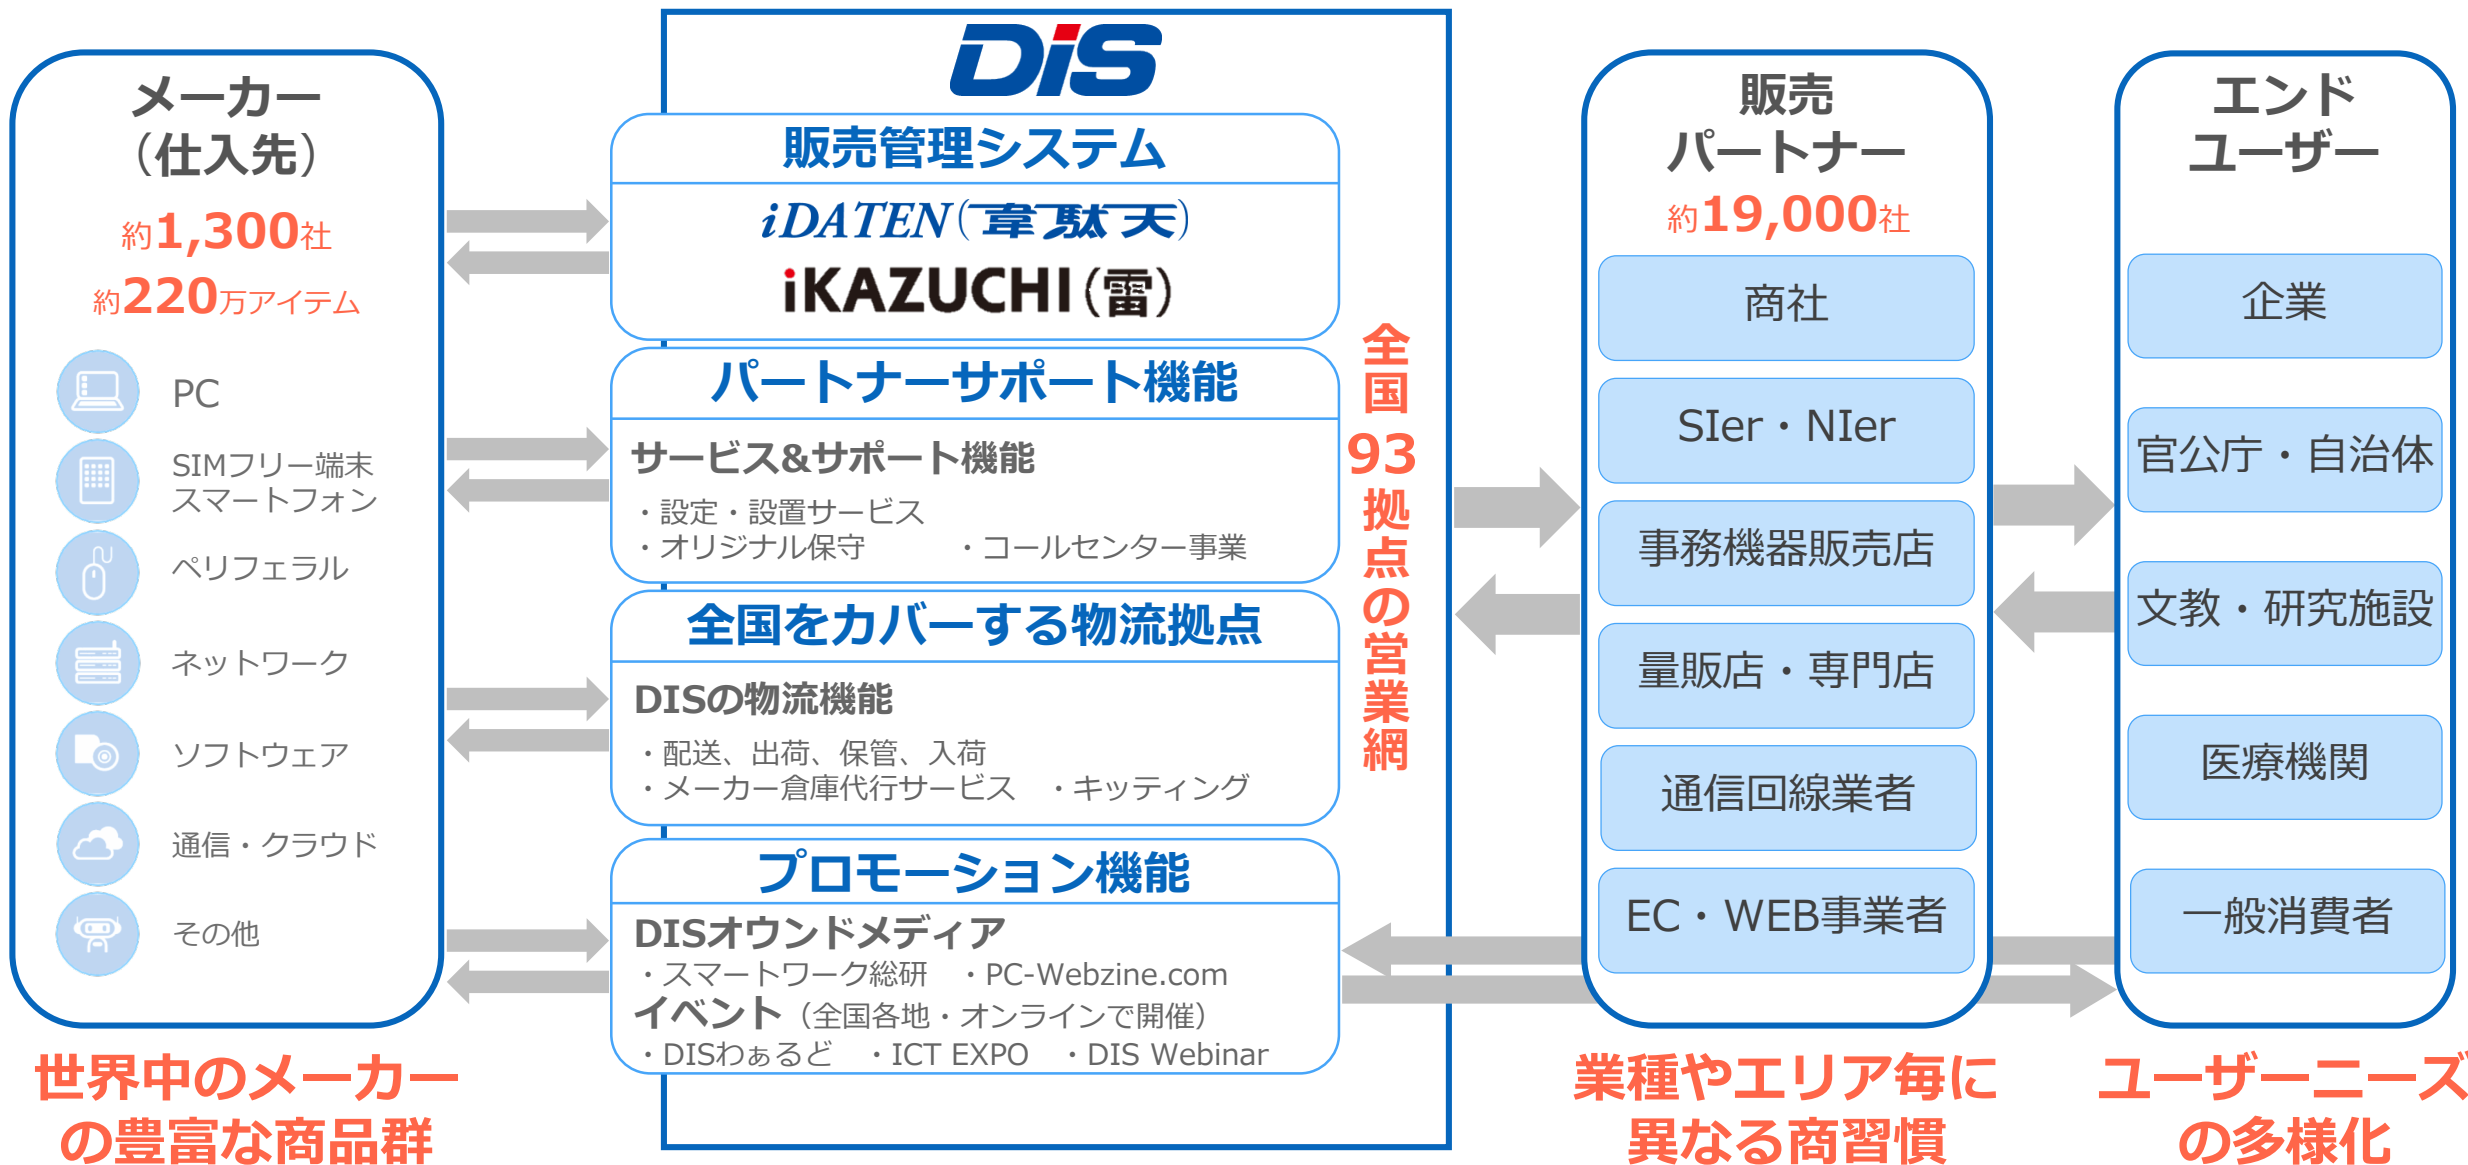 メーカー
（仕入先）
約1,300社
約220万アイテム
PC
SIMフリー端末
スマートフォン
ペリフェラル
ネットワーク
ソフトウェア
通信・クラウド
その他
世界中のメーカー
の豊富な商品群
DiS
販売管理システム
iDATEN(韋駄天)
iKAZUCHI(雷)
パートナーサポート機能
サービス&サポート機能
・設定・設置サービス
・オリジナル保守　・コールセンター事業
全国をカバーする物流拠点
DISの物流機能
・配送、出荷、保管、入荷
・メーカー倉庫代行サービス　・キッティング
プロモーション機能
DISオウンドメディア
・スマートワーク総研　・PC-Webzine.com
イベント（全国各地・オンラインで開催）
・DISわぁるど　・ICT EXPO　・DIS Webinar
全国93拠点の営業網
販売
パートナー
約19,000社
商社
SIer・NIer
事務機器販売店
量販店・専門店
通信回線業者
EC・WEB事業者
業種やエリア毎に
異なる商習慣
エンド
ユーザー
企業
官公庁・自治体
文教・研究施設
医療機関
一般消費者
ユーザーニーズ
の多様化